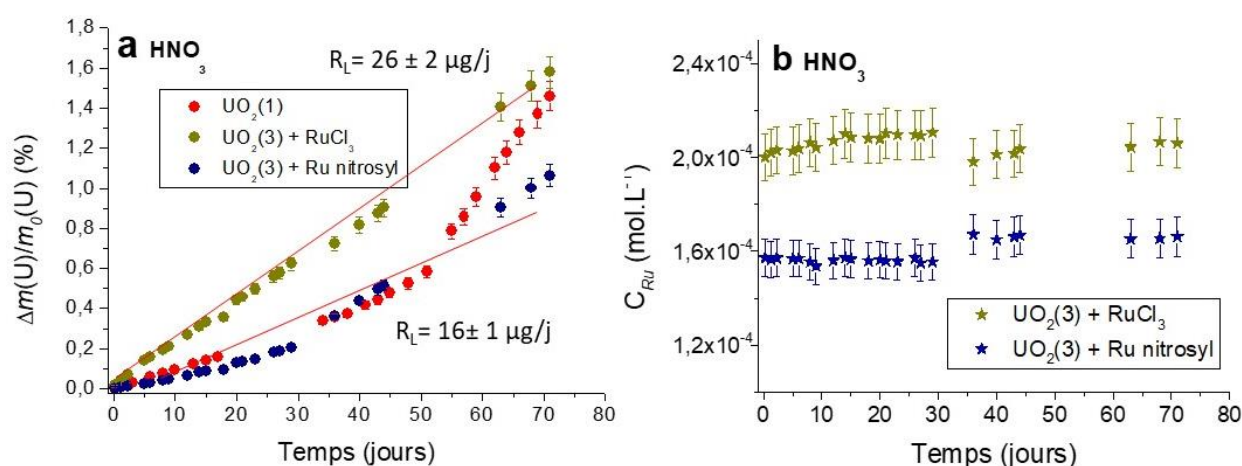 a HNO₃
R_L= 26 ± 2 µg/j
UO₂(1)
UO₂(3) + RuCl₃
UO₂(3) + Ru nitrosyl
R_L= 16± 1 µg/j
Δm(U)/m₀(U) (%)
1,8
1,6
1,4
1,2
1,0
0,8
0,6
0,4
0,2
0,0
0 10 20 30 40 50 60 70 80
Temps (jours)
b HNO₃
C_Ru (mol.L⁻¹)
2,4x10⁻⁴
2,0x10⁻⁴
1,6x10⁻⁴
1,2x10⁻⁴
UO₂(3) + RuCl₃
UO₂(3) + Ru nitrosyl
0 10 20 30 40 50 60 70 80
Temps (jours)